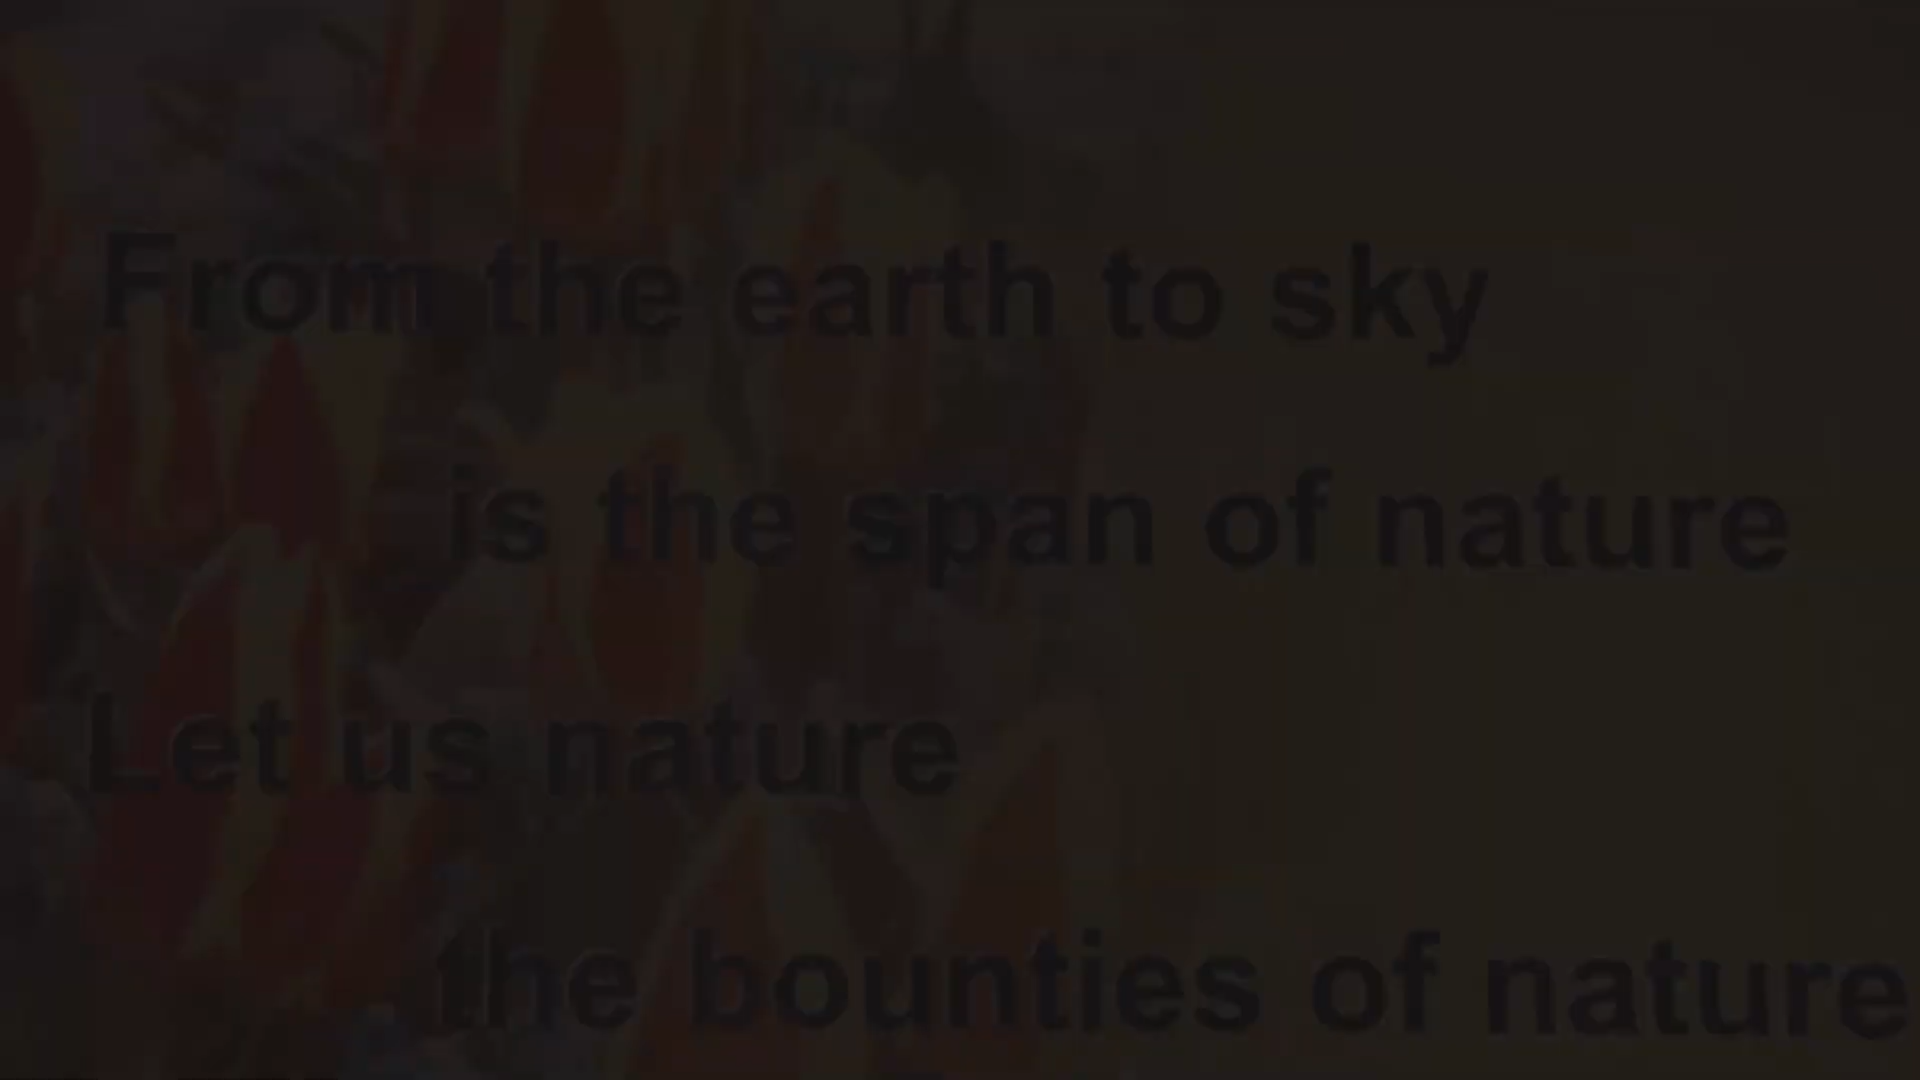 From the earth to sky
is the span of nature
Let us nature
the bounties of nature